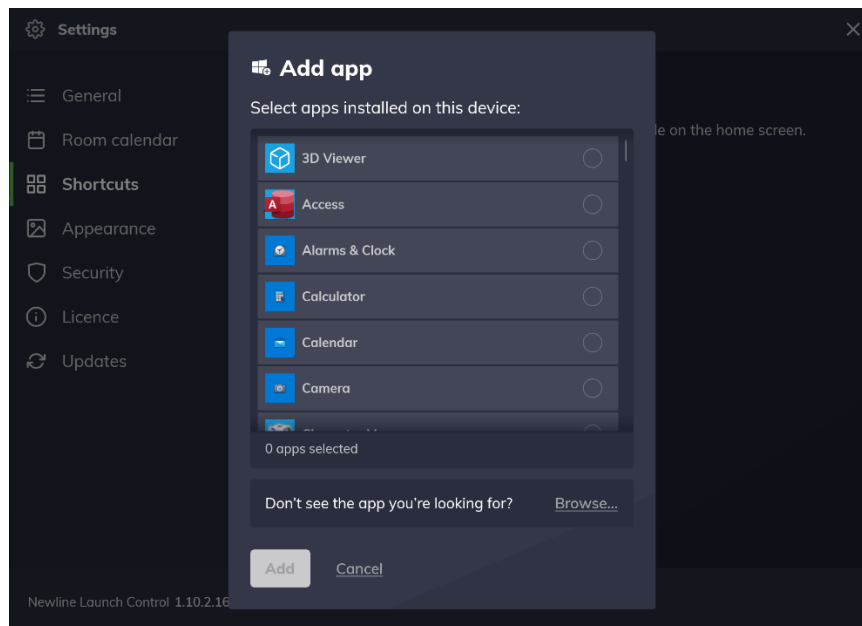 Settings
General
Room calendar
Shortcuts
Appearance
Security
Licence
Updates
Newline Launch Control 1.10.2.16
le on the home screen.
Add app
Select apps installed on this device:
3D Viewer
A
Access
Alarms & Clock
Calculator
Calendar
Camera
0 apps selected
Don't see the app you're looking for? Browse...
Add Cancel